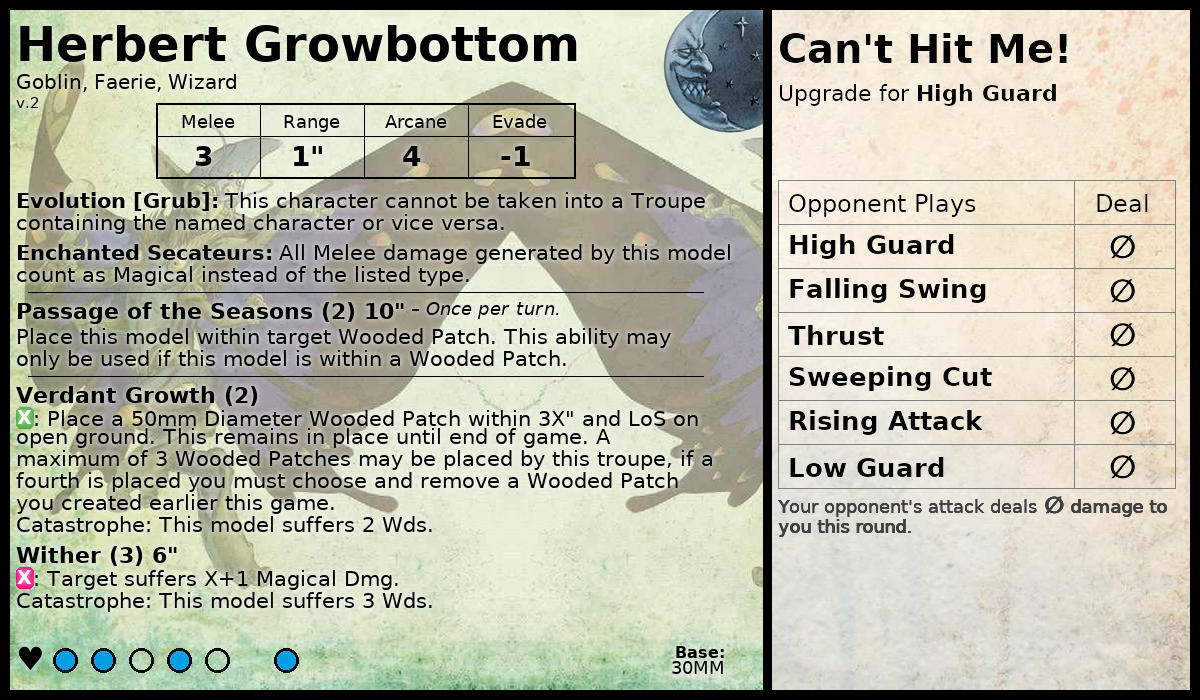 Herbert Growbottom
Goblin, Faerie, Wizard
v.2
Melee Range Arcane Evade
3 1" 4 -1
Evolution [Grub]: This character cannot be taken into a Troupe
containing the named character or vice versa.
Enchanted Secateurs: All Melee damage generated by this model
count as Magical instead of the listed type.
Passage of the Seasons (2) 10" – Once per turn.
Place this model within target Wooded Patch. This ability may
only be used if this model is within a Wooded Patch.
Verdant Growth (2)
X: Place a 50mm Diameter Wooded Patch within 3X" and LoS on
open ground. This remains in place until end of game. A
maximum of 3 Wooded Patches may be placed by this troupe, if a
fourth is placed you must choose and remove a Wooded Patch
you created earlier this game.
Catastrophe: This model suffers 2 Wds.
Wither (3) 6"
X: Target suffers X+1 Magical Dmg.
Catastrophe: This model suffers 3 Wds.
Base:
30MM
Can't Hit Me!
Upgrade for High Guard
Opponent Plays Deal
High Guard ∅
Falling Swing ∅
Thrust ∅
Sweeping Cut ∅
Rising Attack ∅
Low Guard ∅
Your opponent's attack deals ∅ damage to
you this round.